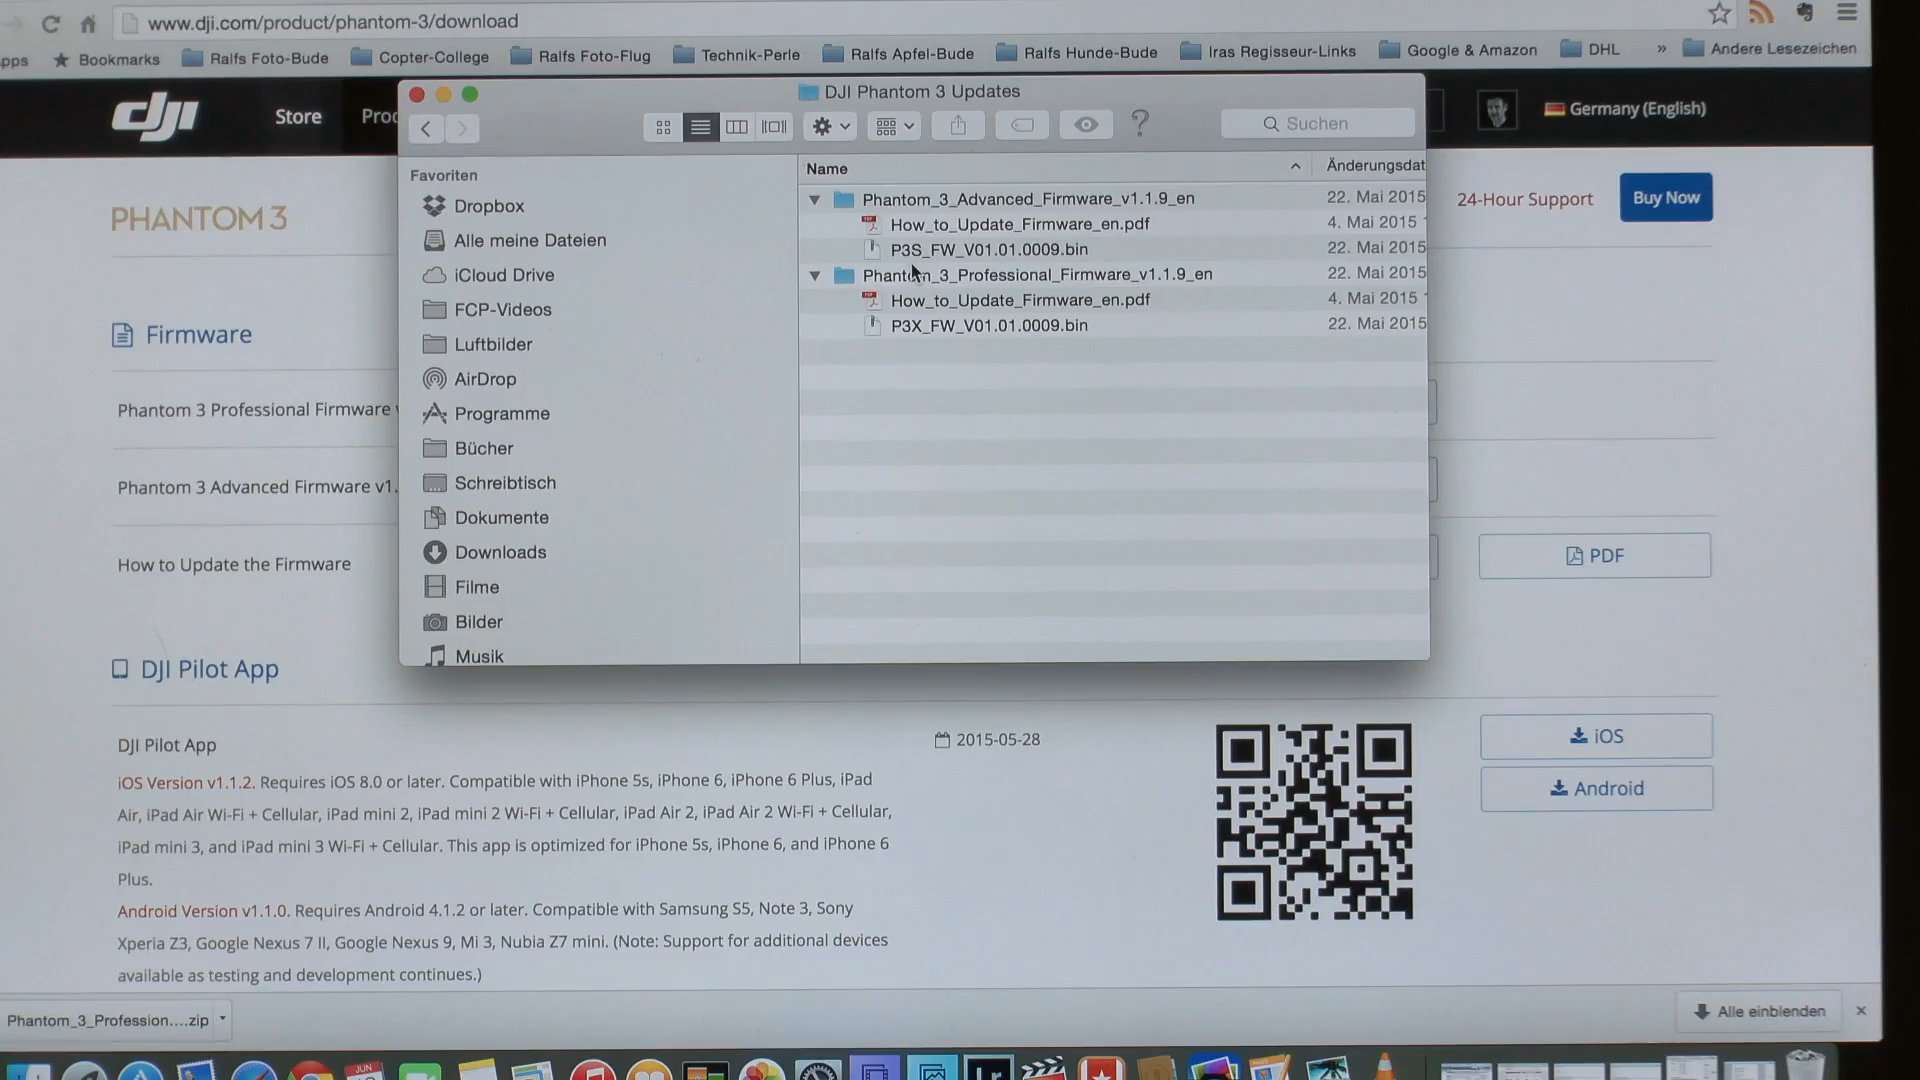 www.dji.com/product/phantom-3/download
pps Bookmarks Ralfs Foto-Bude Copter-College Ralfs Foto-Flug Technik-Perle Ralfs Apfel-Bude Ralfs Hunde-Bude Iras Regisseur-Links Google & Amazon DHL » Andere Lesezeichen
DJI Phantom 3 Updates
dji Store Proc Germany (English)
? Suchen
Favoriten Name Änderungsdat
PHANTOM 3 24-Hour Support Buy Now
Dropbox Phantom_3_Advanced_Firmware_v1.1.9_en 22. Mai 2015
How_to_Update_Firmware_en.pdf 4. Mai 2015
Alle meine Dateien P3S_FW_V01.01.0009.bin 22. Mai 2015
iCloud Drive Phantom_3_Professional_Firmware_v1.1.9_en 22. Mai 2015
FCP-Videos How_to_Update_Firmware_en.pdf 4. Mai 2015
Firmware P3X_FW_V01.01.0009.bin 22. Mai 2015
Luftbilder
AirDrop
Phantom 3 Professional Firmware v Programme
Bücher
Phantom 3 Advanced Firmware v1. Schreibtisch
Dokumente
How to Update the Firmware Downloads PDF
Filme
Bilder
DJI Pilot App Musik
DJI Pilot App 2015-05-28 iOS
iOS Version v1.1.2. Requires iOS 8.0 or later. Compatible with iPhone 5s, iPhone 6, iPhone 6 Plus, iPad Android
Air, iPad Air Wi-Fi + Cellular, iPad mini 2, iPad mini 2 Wi-Fi + Cellular, iPad Air 2, iPad Air 2 Wi-Fi + Cellular,
iPad mini 3, and iPad mini 3 Wi-Fi + Cellular. This app is optimized for iPhone 5s, iPhone 6, and iPhone 6
Plus.
Android Version v1.1.0. Requires Android 4.1.2 or later. Compatible with Samsung S5, Note 3, Sony
Xperia Z3, Google Nexus 7 II, Google Nexus 9, Mi 3, Nubia Z7 mini. (Note: Support for additional devices
available as testing and development continues.)
Phantom_3_Profession....zip Alle einblenden
JUN Lr